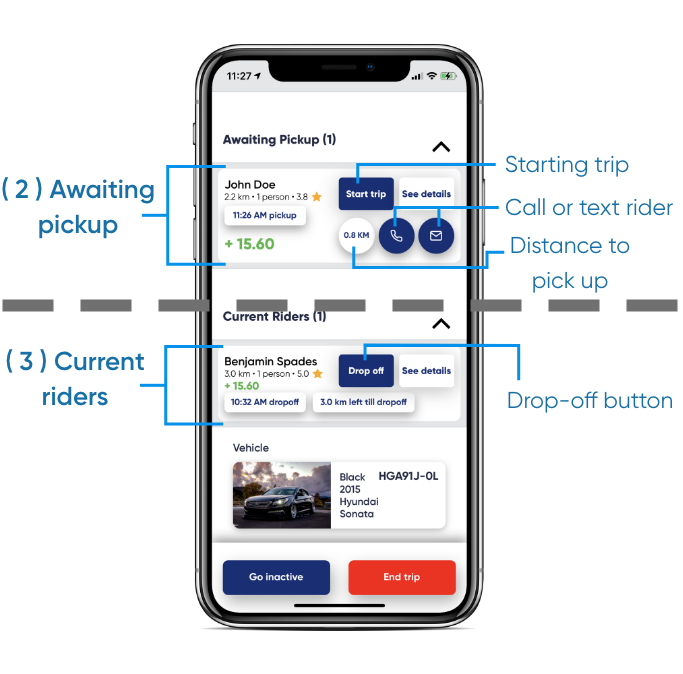 11:27
Awaiting Pickup (1)
( 2 ) Awaiting
pickup
John Doe
2.2 km • 1 person • 3.8
11:26 AM pickup
+ 15.60
Start trip
See details
0.8 KM
Starting trip
Call or text rider
Distance to
pick up
Current Riders (1)
( 3 ) Current
riders
Benjamin Spades
3.0 km • 1 person • 5.0
+ 15.60
10:32 AM dropoff
3.0 km left till dropoff
Drop off
See details
Drop-off button
Vehicle
Black
2015
Hyundai
Sonata
HGA91J-0L
Go inactive
End trip